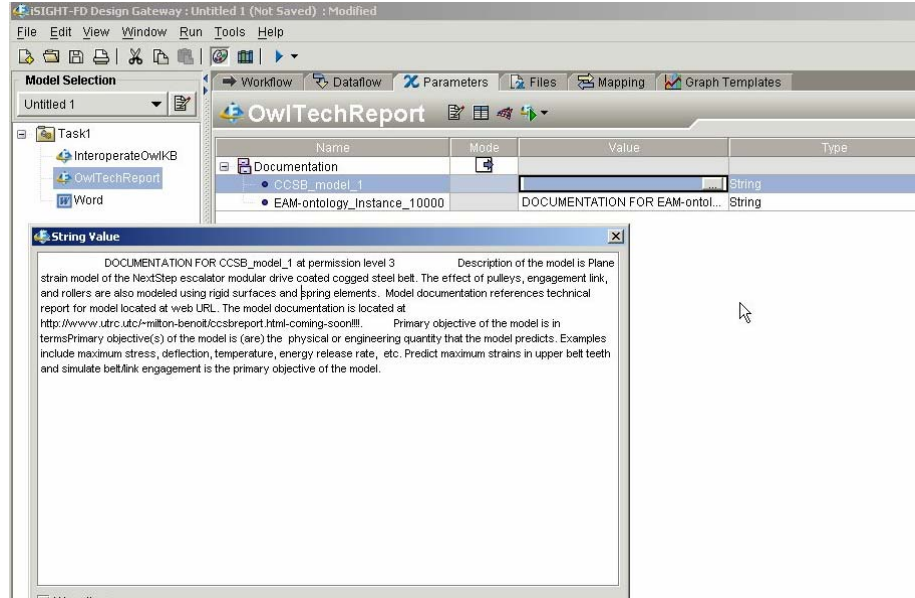 iSIGHT-FD Design Gateway : Untitled 1 (Not Saved) : Modified
File Edit View Window Run Tools Help
Model Selection
Workflow Dataflow Parameters Files Mapping Graph Templates
Untitled 1
OwlTechReport
Task1
InteroperateOwlKB
OwlTechReport
Word
Name Mode Value Type
Documentation
CCSB_model_1 ... String
EAM-ontology_Instance_10000 DOCUMENTATION FOR EAM-ontol... String
String Value
DOCUMENTATION FOR CCSB_model_1 at permission level 3 Description of the model is Plane
strain model of the NextStep escalator modular drive coated cogged steel belt. The effect of pulleys, engagement link,
and rollers are also modeled using rigid surfaces and spring elements. Model documentation references technical
report for model located at web URL. The model documentation is located at
http://www.utrc.utc/~milton-benoit/ccsbreport.html-coming-soon!!!!. Primary objective of the model is in
termsPrimary objective(s) of the model is (are) the physical or engineering quantity that the model predicts. Examples
include maximum stress, deflection, temperature, energy release rate, etc. Predict maximum strains in upper belt teeth
and simulate belt/link engagement is the primary objective of the model.